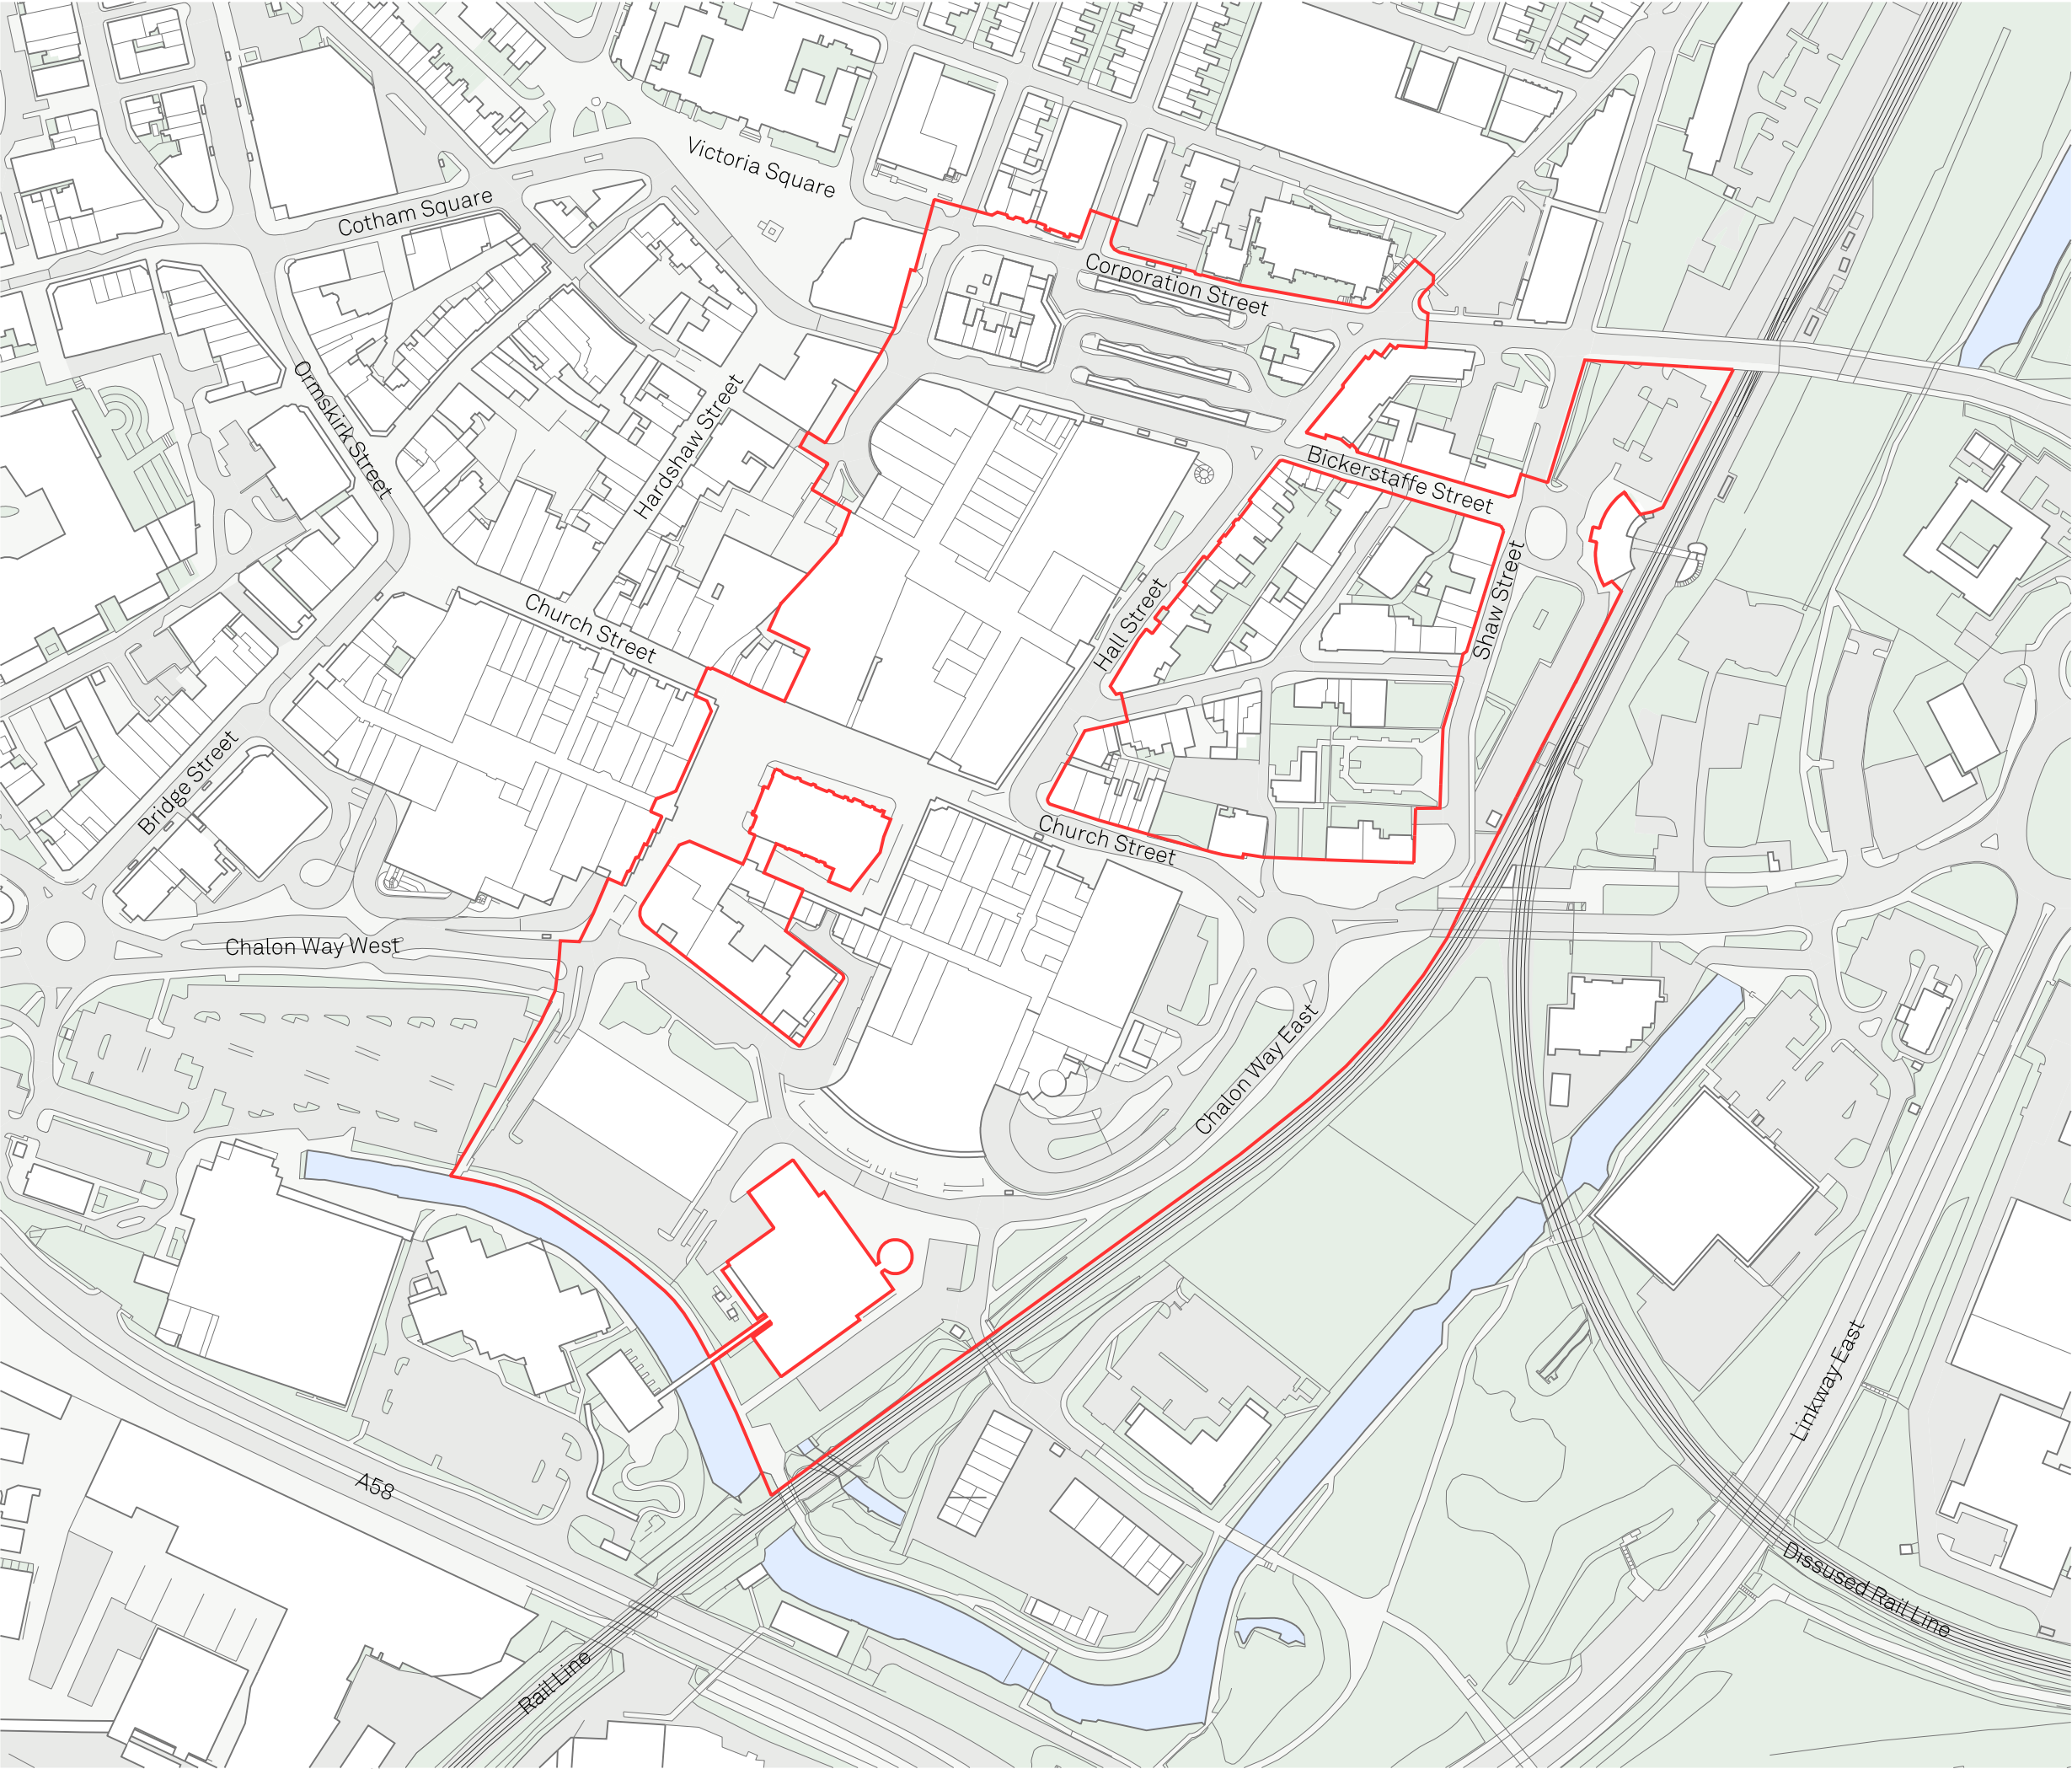 Victoria Square
Cotham Square
Corporation Street
Ormskirk Street
Hardshaw Street
Bickerstaffe Street
Shaw Street
Hall Street
Church Street
Bridge Street
Church Street
Chalon Way West
Chalon Way East
Linkway East
A58
Dissused Rail Line
Rail Line